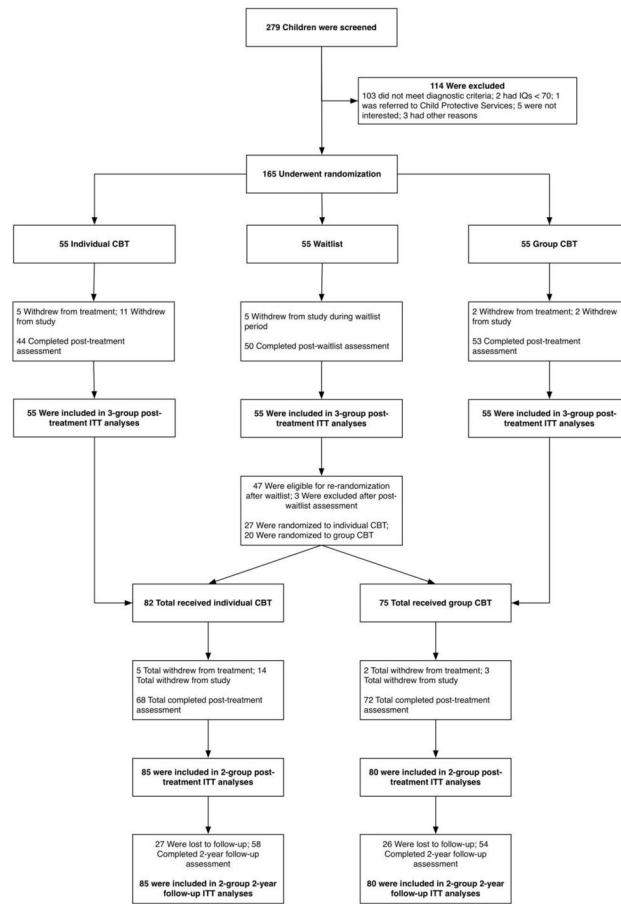 279 Children were screened
114 Were excluded
103 did not meet diagnostic criteria; 2 had IQs < 70; 1
was referred to Child Protective Services; 5 were not
interested; 3 had other reasons
165 Underwent randomization
55 Individual CBT
55 Waitlist
55 Group CBT
5 Withdrew from treatment; 11 Withdrew
from study
44 Completed post-treatment
assessment
5 Withdrew from study during waitlist
period
50 Completed post-waitlist assessment
2 Withdrew from treatment; 2 Withdrew
from study
53 Completed post-treatment
assessment
55 Were included in 3-group post-
treatment ITT analyses
55 Were included in 3-group post-
treatment ITT analyses
55 Were included in 3-group post-
treatment ITT analyses
47 Were eligible for re-randomization
after waitlist; 3 Were excluded after post-
waitlist assessment
27 Were randomized to individual CBT;
20 Were randomized to group CBT
82 Total received individual CBT
75 Total received group CBT
5 Total withdrew from treatment; 14
Total withdrew from study
68 Total completed post-treatment
assessment
2 Total withdrew from treatment; 3
Total withdrew from study
72 Total completed post-treatment
assessment
85 were included in 2-group post-
treatment ITT analyses
80 were included in 2-group post-
treatment ITT analyses
27 Were lost to follow-up; 58
Completed 2-year follow-up
assessment
85 were included in 2-group 2-year
follow-up ITT analyses
26 Were lost to follow-up; 54
Completed 2-year follow-up
assessment
80 were included in 2-group 2-year
follow-up ITT analyses